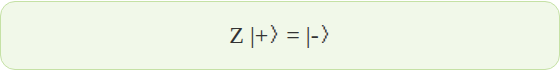 Z |+⟩ = |-⟩